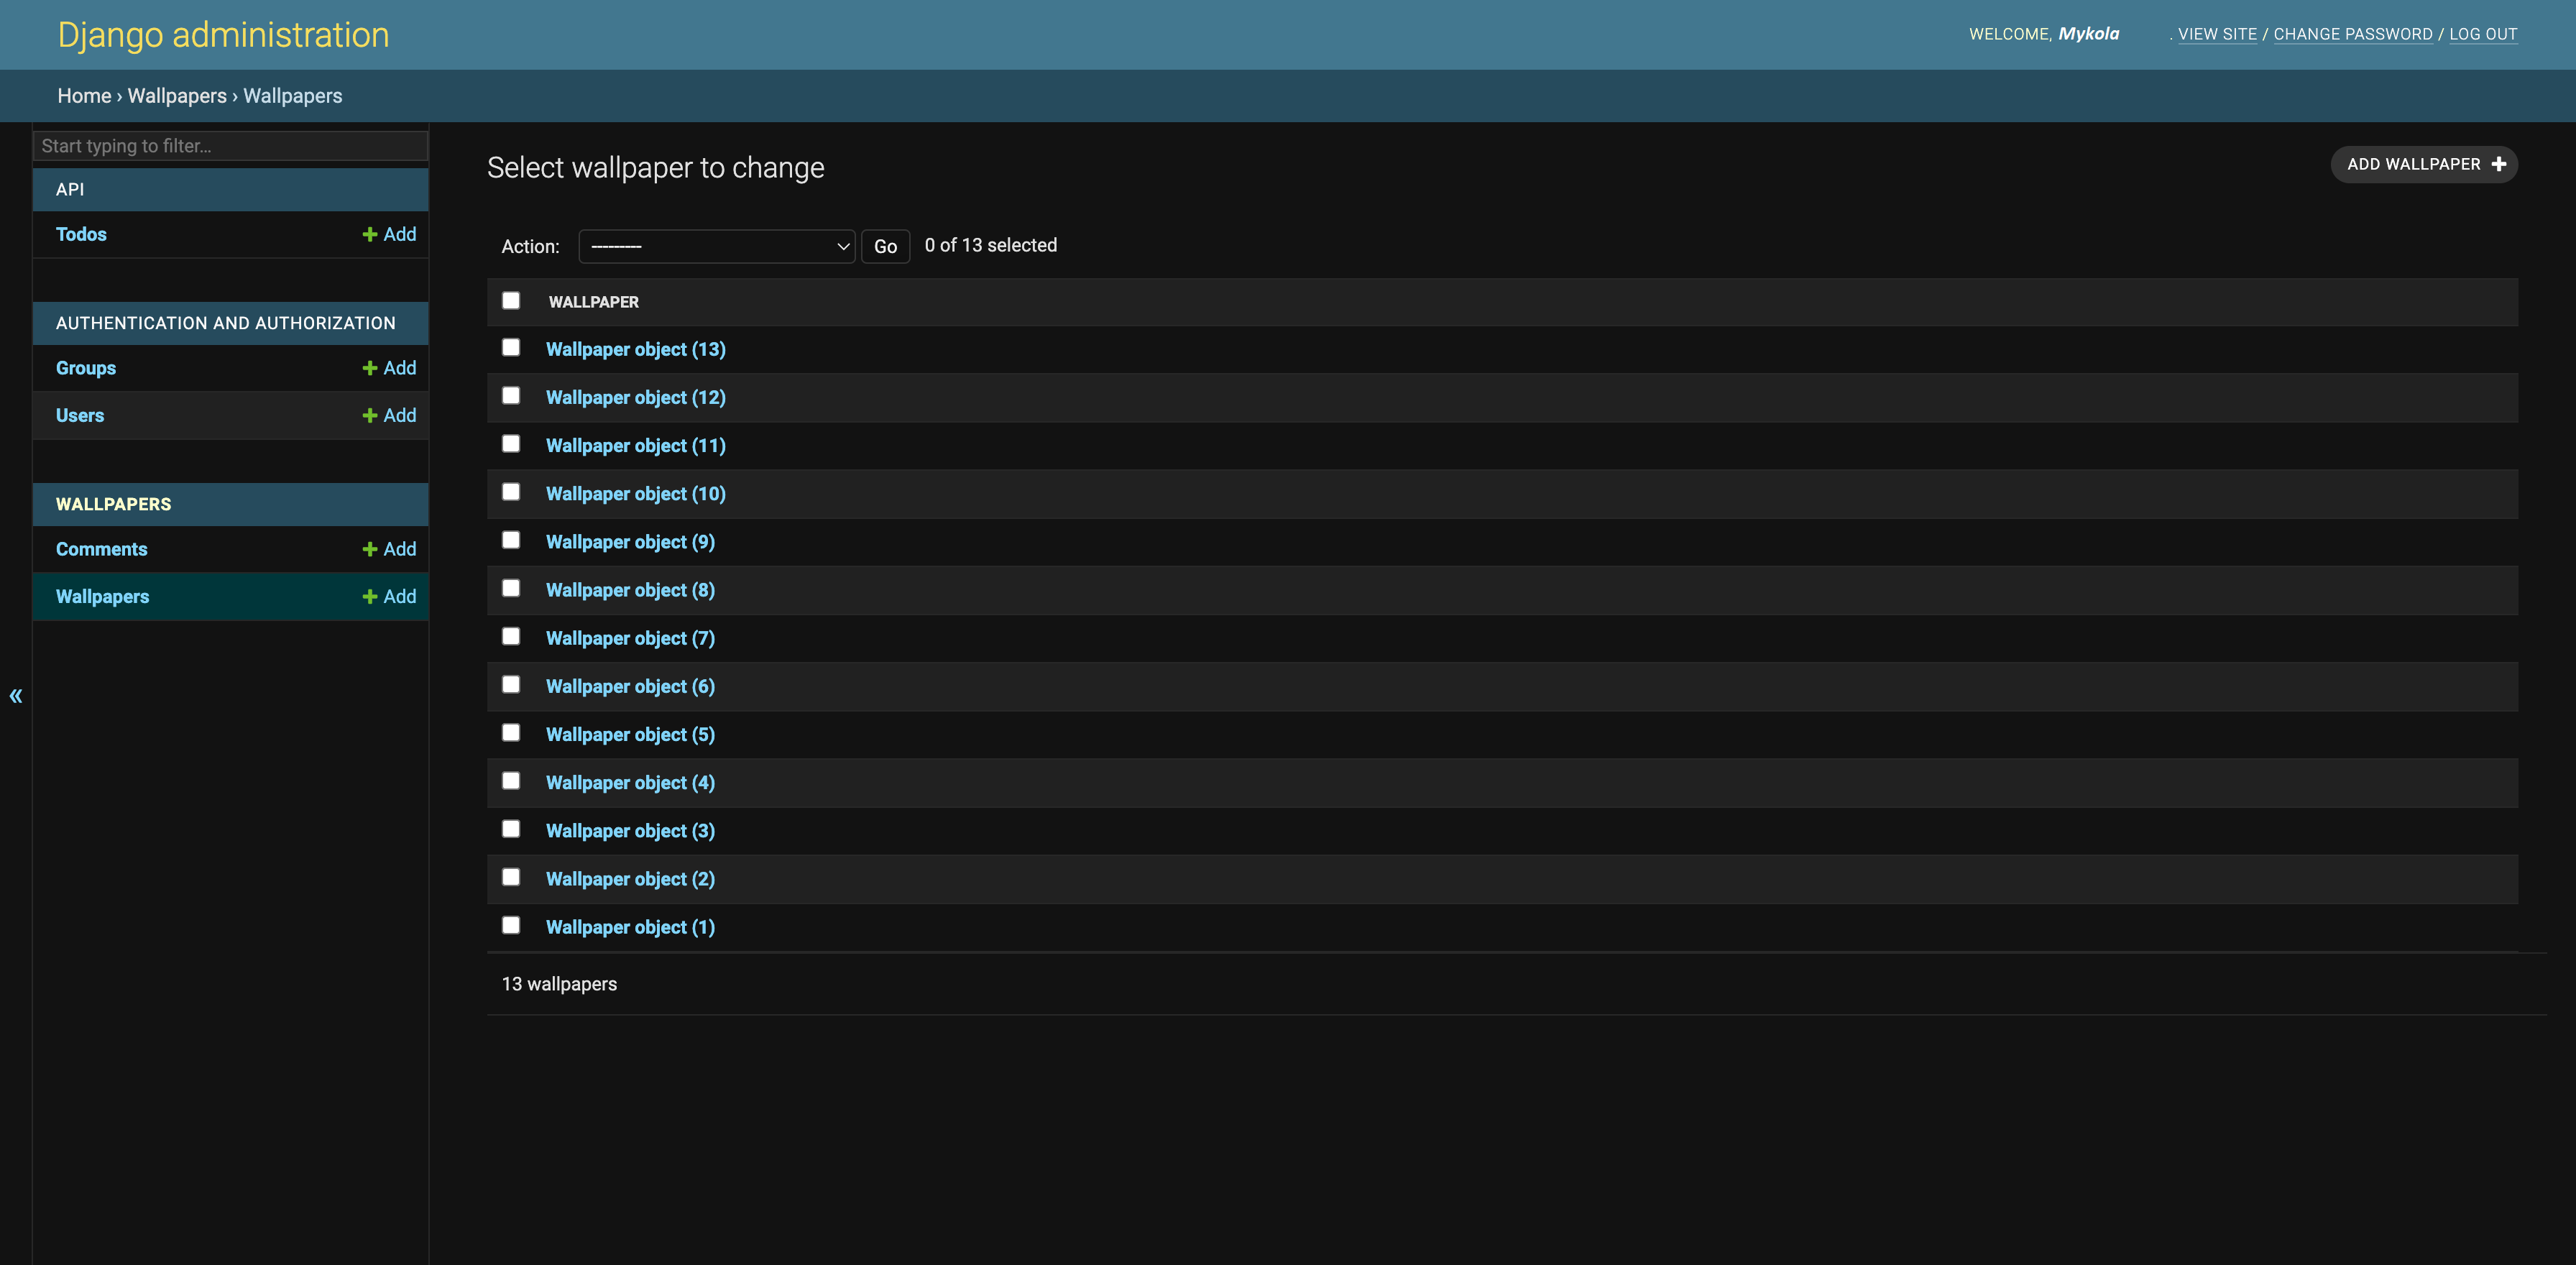 Django administration
WELCOME, Mykola . VIEW SITE / CHANGE PASSWORD / LOG OUT
Home › Wallpapers › Wallpapers
Start typing to filter...
API
Todos + Add
AUTHENTICATION AND AUTHORIZATION
Groups + Add
Users + Add
WALLPAPERS
Comments + Add
Wallpapers + Add
«
Select wallpaper to change
ADD WALLPAPER +
Action: --------- Go 0 of 13 selected
WALLPAPER
Wallpaper object (13)
Wallpaper object (12)
Wallpaper object (11)
Wallpaper object (10)
Wallpaper object (9)
Wallpaper object (8)
Wallpaper object (7)
Wallpaper object (6)
Wallpaper object (5)
Wallpaper object (4)
Wallpaper object (3)
Wallpaper object (2)
Wallpaper object (1)
13 wallpapers